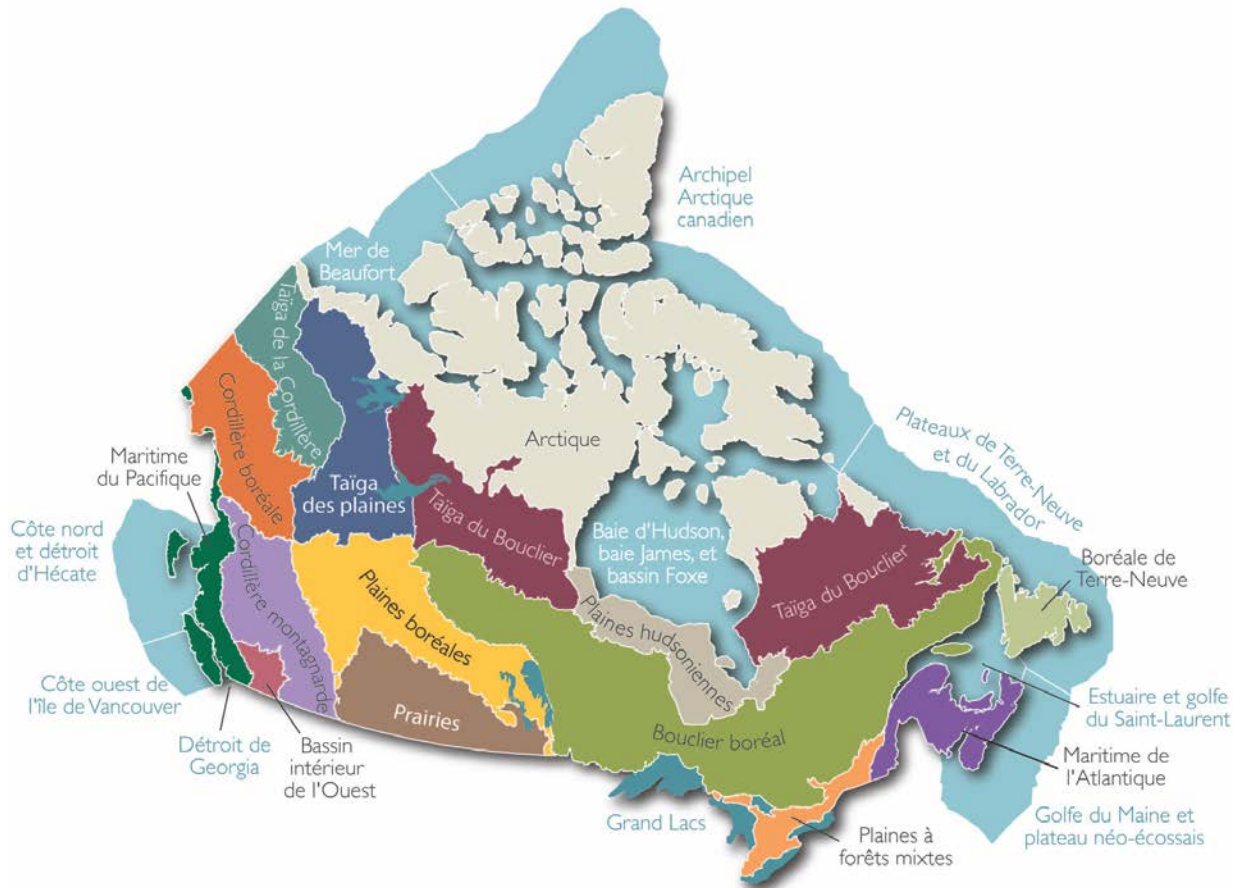 Archipel
Arctique
canadien
Mer de
Beaufort
Taïga de la Cordillère
Cordillère boréale
Arctique
Plateaux de Terre-Neuve
et du Labrador
Maritime
du Pacifique
Taïga
des plaines
Taïga du Bouclier
Baie d'Hudson,
baie James, et
bassin Foxe
Taïga du Bouclier
Boréale de
Terre-Neuve
Côte nord
et détroit
d'Hécate
Cordillère montagnarde
Plaines boréales
Plaines hudsoniennes
Côte ouest de
l'île de Vancouver
Prairies
Bouclier boréal
Estuaire et golfe
du Saint-Laurent
Détroit de
Georgia
Bassin
intérieur
de l'Ouest
Maritime de
l'Atlantique
Grand Lacs
Plaines à
forêts mixtes
Golfe du Maine et
plateau néo-écossais